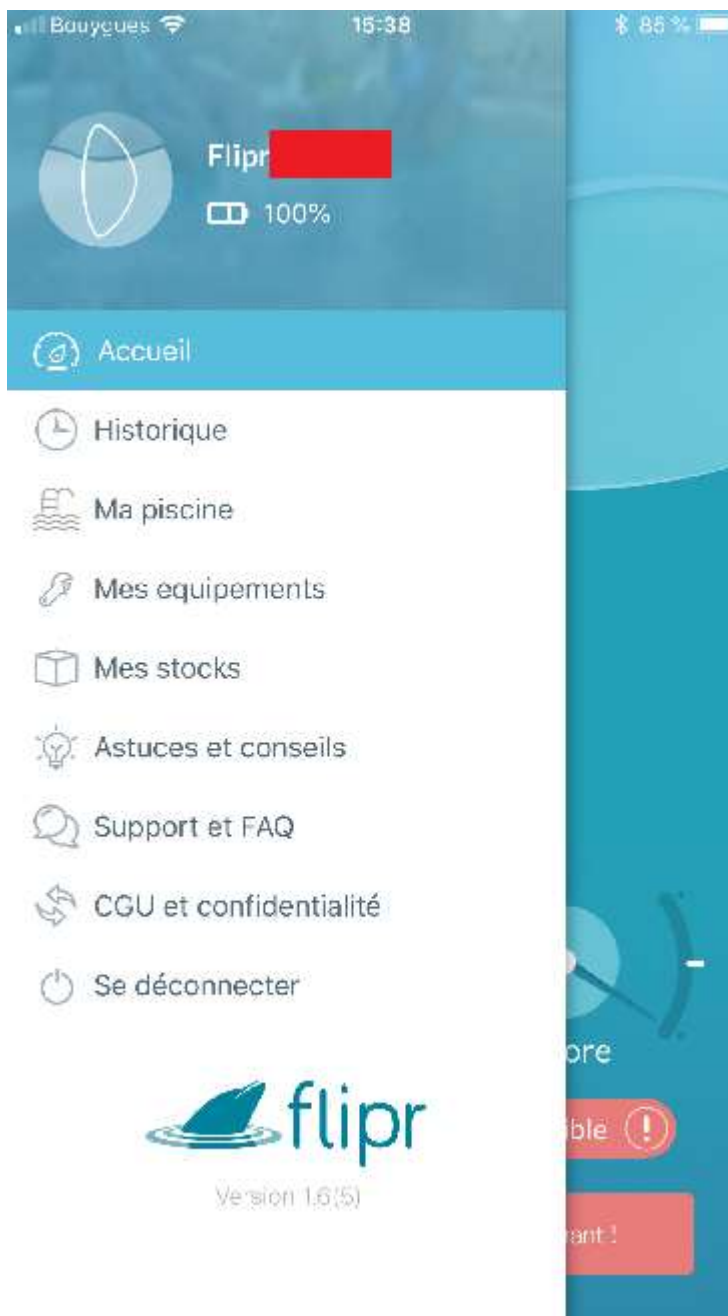 Bouygues 15:38 85 %
Flipr
100%
Accueil
Historique
Ma piscine
Mes equipements
Mes stocks
Astuces et conseils
Support et FAQ
CGU et confidentialité
Se déconnecter
ore
flipr
ible
Version 1.6(5)
ant !